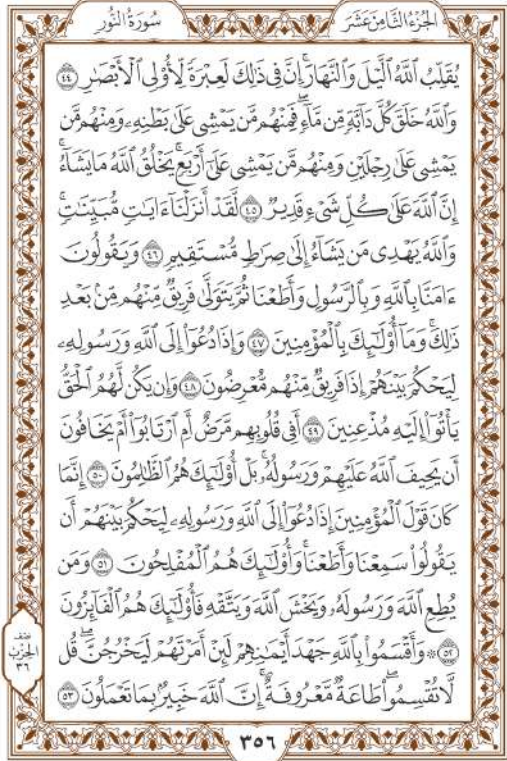 الجزء الثامن عشر
سورة النور
يُقَلِّبُ ٱللَّهُ ٱلَّيۡلَ وَٱلنَّهَارَۚ إِنَّ فِي ذَٰلِكَ لَعِبۡرَةٗ لِّأُوْلِي ٱلۡأَبۡصَٰرِ ٤٤
وَٱللَّهُ خَلَقَ كُلَّ دَآبَّةٖ مِّن مَّآءٖۖ فَمِنۡهُم مَّن يَمۡشِي عَلَىٰ بَطۡنِهِۦ وَمِنۡهُم مَّن
يَمۡشِي عَلَىٰ رِجۡلَيۡنِ وَمِنۡهُم مَّن يَمۡشِي عَلَىٰٓ أَرۡبَعٖۚ يَخۡلُقُ ٱللَّهُ مَا يَشَآءُۚ
إِنَّ ٱللَّهَ عَلَىٰ كُلِّ شَيۡءٖ قَدِيرٞ ٤٥ لَّقَدۡ أَنزَلۡنَآ ءَايَٰتٖ مُّبَيِّنَٰتٖۚ
وَٱللَّهُ يَهۡدِي مَن يَشَآءُ إِلَىٰ صِرَٰطٖ مُّسۡتَقِيمٖ ٤٦ وَيَقُولُونَ
ءَامَنَّا بِٱللَّهِ وَبِٱلرَّسُولِ وَأَطَعۡنَا ثُمَّ يَتَوَلَّىٰ فَرِيقٞ مِّنۡهُم مِّنۢ بَعۡدِ
ذَٰلِكَۚ وَمَآ أُوْلَٰٓئِكَ بِٱلۡمُؤۡمِنِينَ ٤٧ وَإِذَا دُعُوٓاْ إِلَى ٱللَّهِ وَرَسُولِهِۦ
لِيَحۡكُمَ بَيۡنَهُمۡ إِذَا فَرِيقٞ مِّنۡهُم مُّعۡرِضُونَ ٤٨ وَإِن يَكُن لَّهُمُ ٱلۡحَقُّ
يَأۡتُوٓاْ إِلَيۡهِ مُذۡعِنِينَ ٤٩ أَفِي قُلُوبِهِم مَّرَضٌ أَمِ ٱرۡتَابُوٓاْ أَمۡ يَخَافُونَ
أَن يَحِيفَ ٱللَّهُ عَلَيۡهِمۡ وَرَسُولُهُۥۚ بَلۡ أُوْلَٰٓئِكَ هُمُ ٱلظَّٰلِمُونَ ٥٠ إِنَّمَا
كَانَ قَوۡلَ ٱلۡمُؤۡمِنِينَ إِذَا دُعُوٓاْ إِلَى ٱللَّهِ وَرَسُولِهِۦ لِيَحۡكُمَ بَيۡنَهُمۡ أَن
يَقُولُواْ سَمِعۡنَا وَأَطَعۡنَاۚ وَأُوْلَٰٓئِكَ هُمُ ٱلۡمُفۡلِحُونَ ٥١ وَمَن
يُطِعِ ٱللَّهَ وَرَسُولَهُۥ وَيَخۡشَ ٱللَّهَ وَيَتَّقۡهِ فَأُوْلَٰٓئِكَ هُمُ ٱلۡفَآئِزُونَ
٥٢ ۞ وَأَقۡسَمُواْ بِٱللَّهِ جَهۡدَ أَيۡمَٰنِهِمۡ لَئِنۡ أَمَرۡتَهُمۡ لَيَخۡرُجُنَّۖ قُل
لَّا تُقۡسِمُواْۖ طَاعَةٞ مَّعۡرُوفَةٌۚ إِنَّ ٱللَّهَ خَبِيرُۢ بِمَا تَعۡمَلُونَ ٥٣
نصف
الحزب
٣٦
٣٥٦